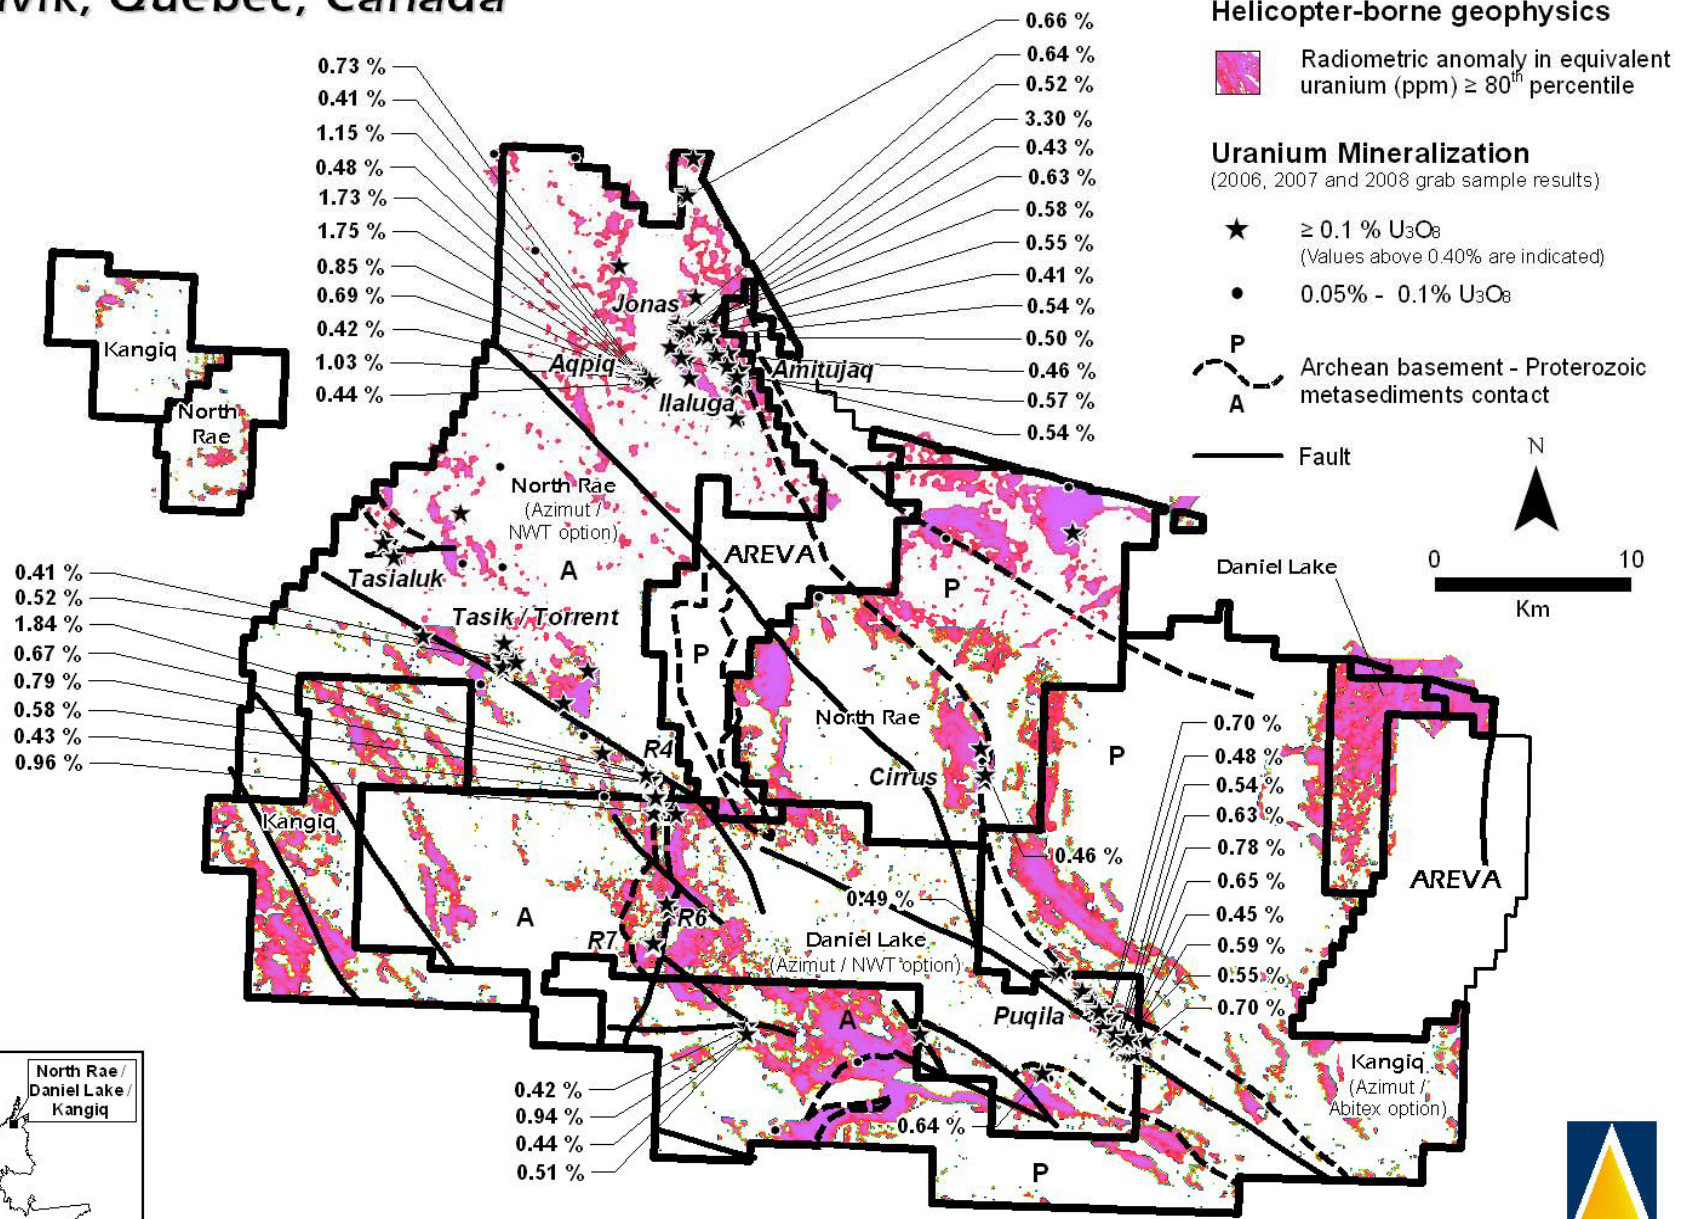 Quebec, Canada
Helicopter-borne geophysics
Radiometric anomaly in equivalent
uranium (ppm) ≥ 80th percentile
Uranium Mineralization
(2006, 2007 and 2008 grab sample results)
≥ 0.1 % U3O8
(Values above 0.40% are indicated)
0.05% - 0.1% U3O8
P
Archean basement - Proterozoic
metasediments contact
A
Fault
N
0 10
Km
0.73 %
0.41 %
1.15 %
0.48 %
1.73 %
1.75 %
0.85 %
0.69 %
0.42 %
1.03 %
0.44 %
0.66 %
0.64 %
0.52 %
3.30 %
0.43 %
0.63 %
0.58 %
0.55 %
0.41 %
0.54 %
0.50 %
0.46 %
0.57 %
0.54 %
Jonas
Aqpiq
Amitujaq
Ilaluga
Kangiq
North
Rae
North Rae
(Azimut /
NWT option)
A
AREVA
Tasialuk
Tasik / Torrent
P
P
Daniel Lake
0.41 %
0.52 %
1.84 %
0.67 %
0.79 %
0.58 %
0.43 %
0.96 %
R4
North Rae
Cirrus
P
Kangiq
A
R6
R7
0.46 %
0.49 %
Daniel Lake
(Azimut / NWT option)
0.70 %
0.48 %
0.54 %
0.63 %
0.78 %
0.65 %
0.45 %
0.59 %
0.55 %
0.70 %
AREVA
A
Puqila
Kangiq
(Azimut /
Abitex option)
0.42 %
0.94 %
0.44 %
0.51 %
0.64 %
P
North Rae /
Daniel Lake /
Kangiq